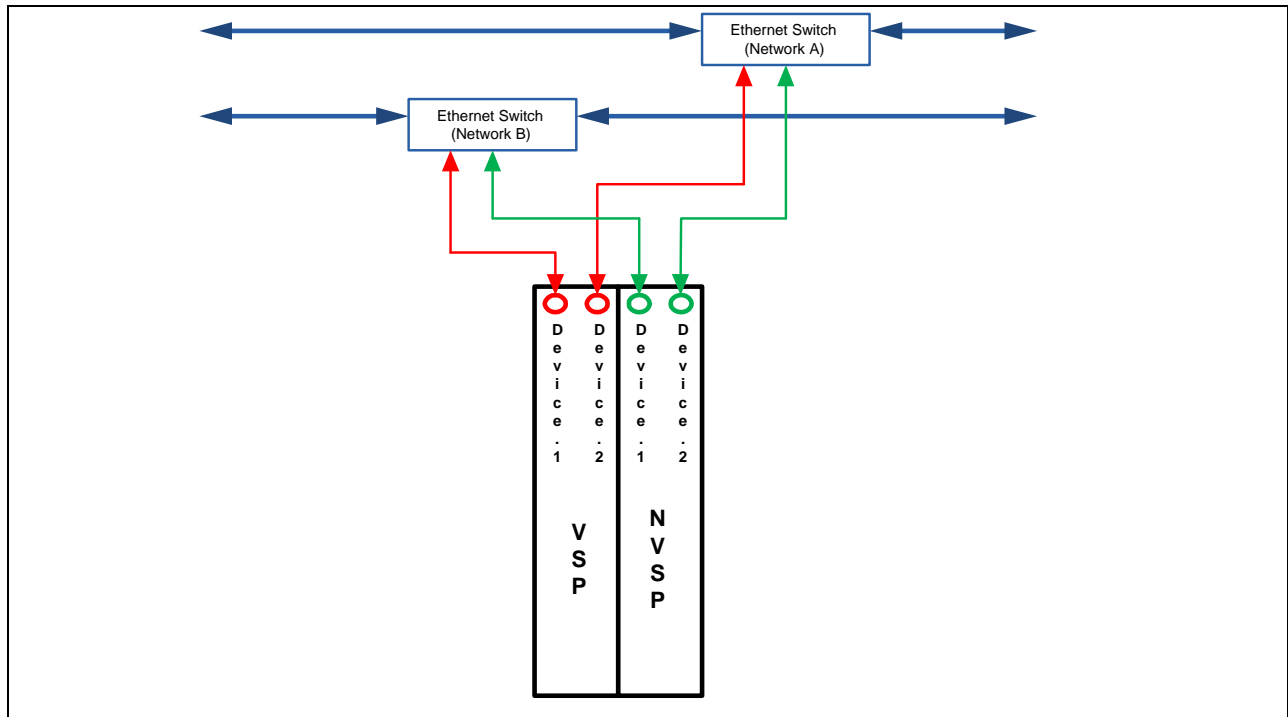 Ethernet Switch
(Network A)
Ethernet Switch
(Network B)
Device.1
Device.2
Device.1
Device.2
VSP
NVSP